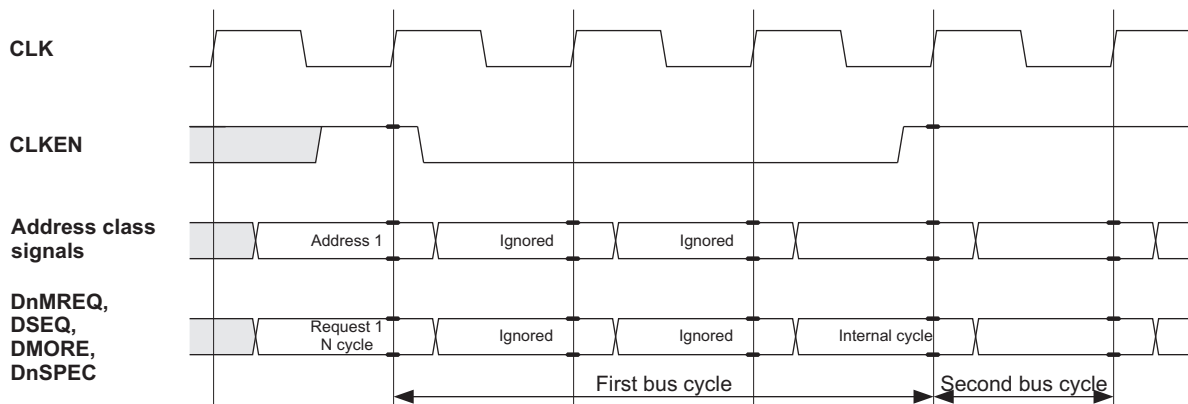 CLK
CLKEN
Address class
signals
Address 1
Ignored
Ignored
DnMREQ,
DSEQ,
DMORE,
DnSPEC
Request 1
N cycle
Ignored
Ignored
Internal cycle
First bus cycle
Second bus cycle